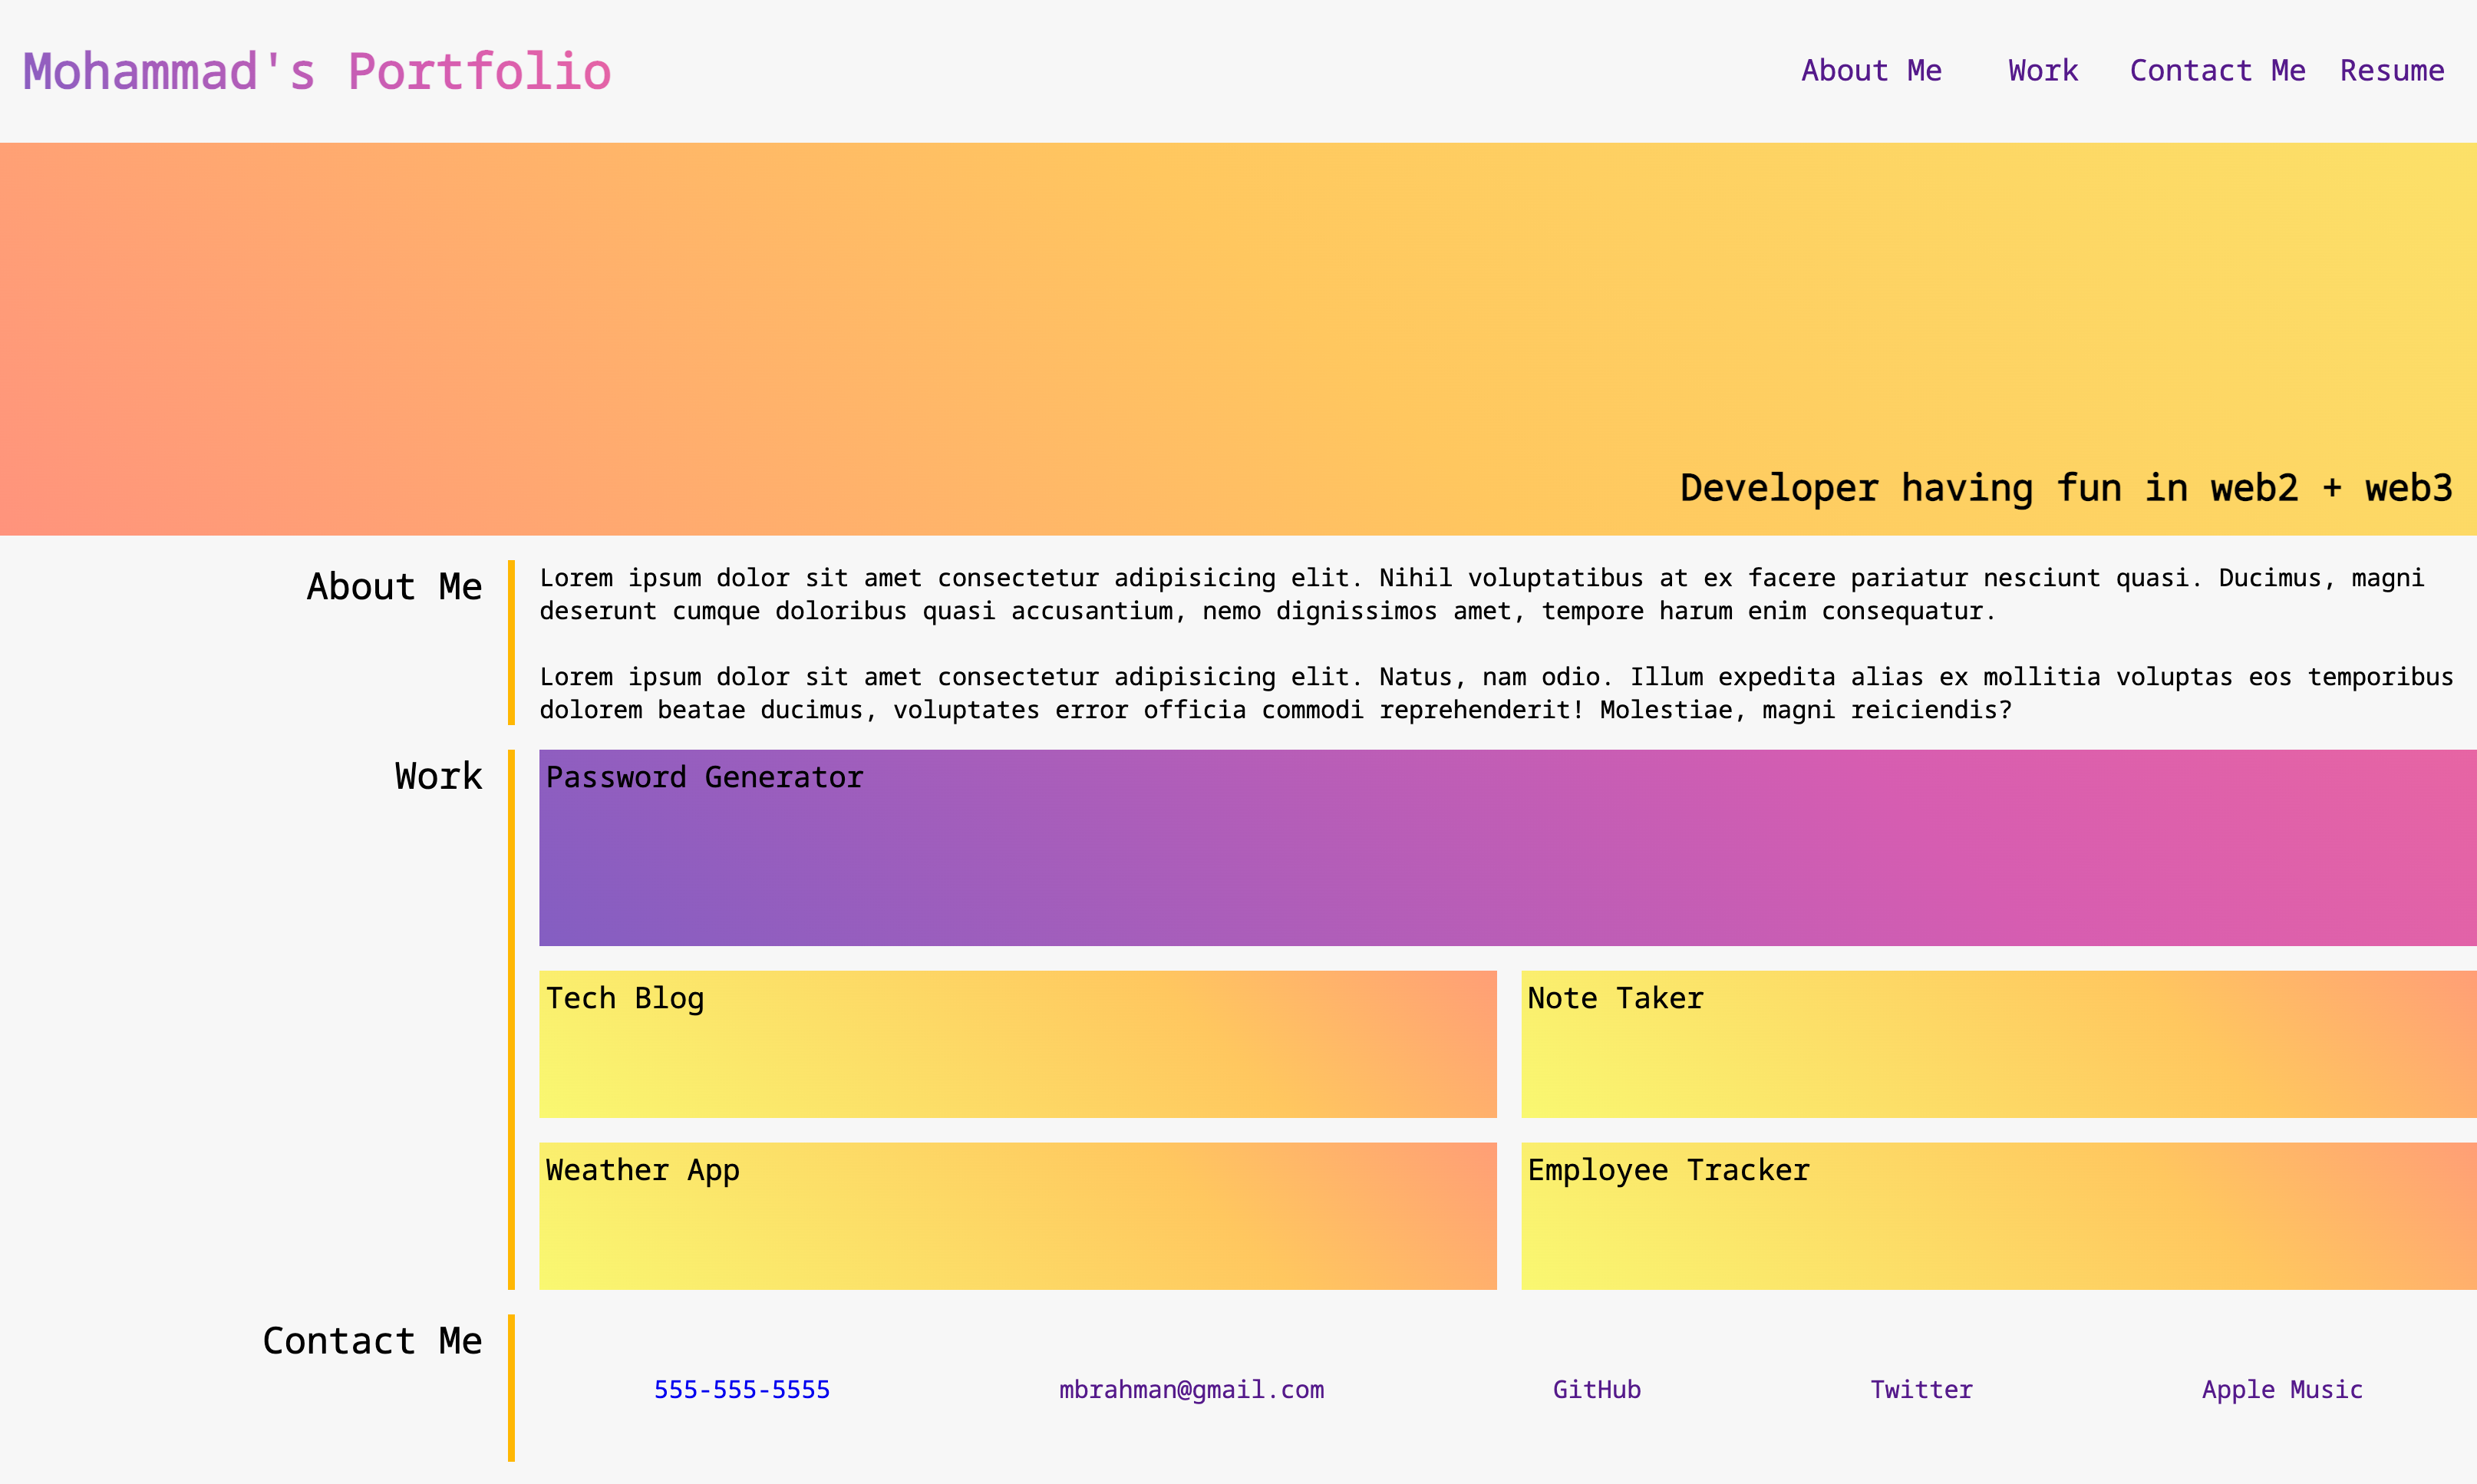 Mohammad's Portfolio
About Me Work Contact Me Resume
Developer having fun in web2 + web3
About Me
Lorem ipsum dolor sit amet consectetur adipisicing elit. Nihil voluptatibus at ex facere pariatur nesciunt quasi. Ducimus, magni
deserunt cumque doloribus quasi accusantium, nemo dignissimos amet, tempore harum enim consequatur.
Lorem ipsum dolor sit amet consectetur adipisicing elit. Natus, nam odio. Illum expedita alias ex mollitia voluptas eos temporibus
dolorem beatae ducimus, voluptates error officia commodi reprehenderit! Molestiae, magni reiciendis?
Work
Password Generator
Tech Blog
Note Taker
Weather App
Employee Tracker
Contact Me
555-555-5555 mbrahman@gmail.com GitHub Twitter Apple Music